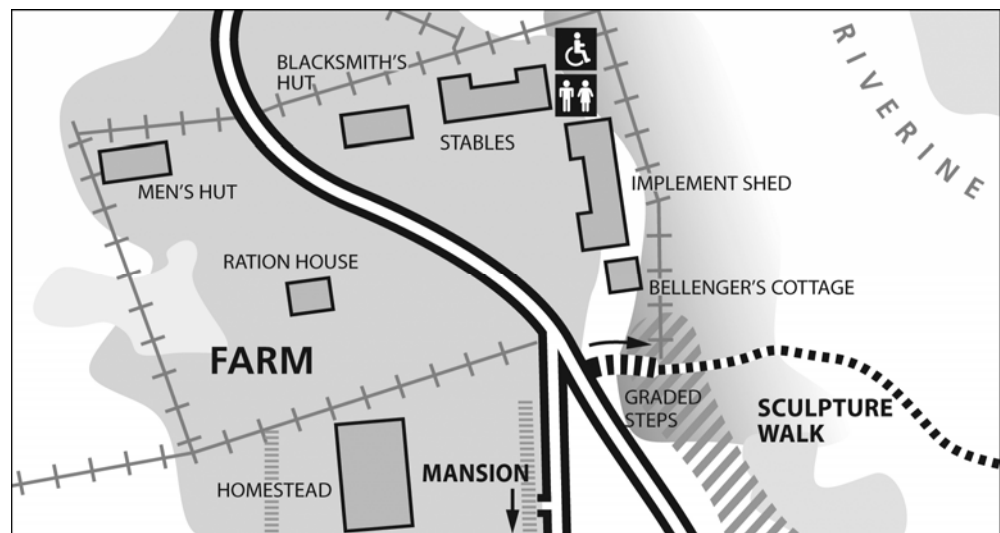 BLACKSMITH'S
HUT
STABLES
MEN'S HUT
IMPLEMENT SHED
RIVERINE
RATION HOUSE
BELLENGER'S COTTAGE
FARM
GRADED
STEPS
SCULPTURE
WALK
HOMESTEAD
MANSION